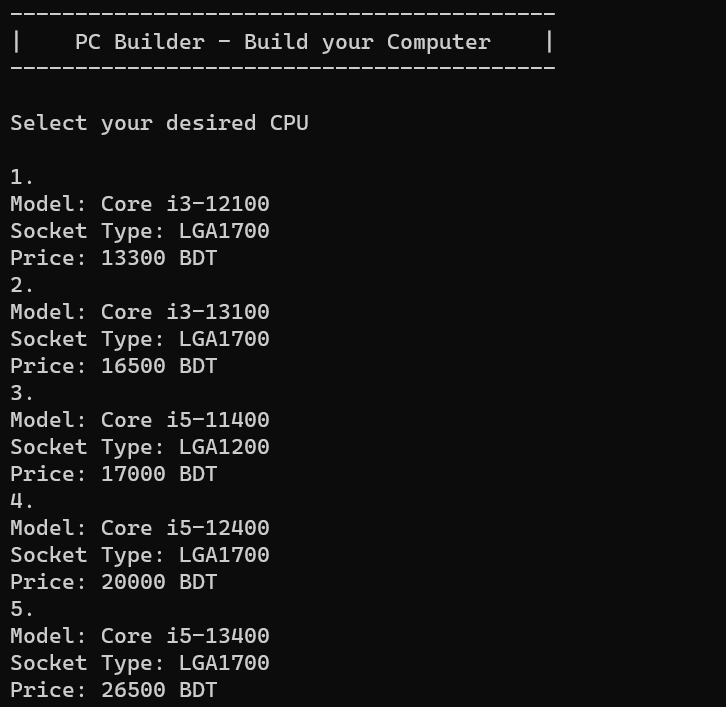 ------------------------------------------
|    PC Builder - Build your Computer    |
------------------------------------------
Select your desired CPU
1.
Model: Core i3-12100
Socket Type: LGA1700
Price: 13300 BDT
2.
Model: Core i3-13100
Socket Type: LGA1700
Price: 16500 BDT
3.
Model: Core i5-11400
Socket Type: LGA1200
Price: 17000 BDT
4.
Model: Core i5-12400
Socket Type: LGA1700
Price: 20000 BDT
5.
Model: Core i5-13400
Socket Type: LGA1700
Price: 26500 BDT